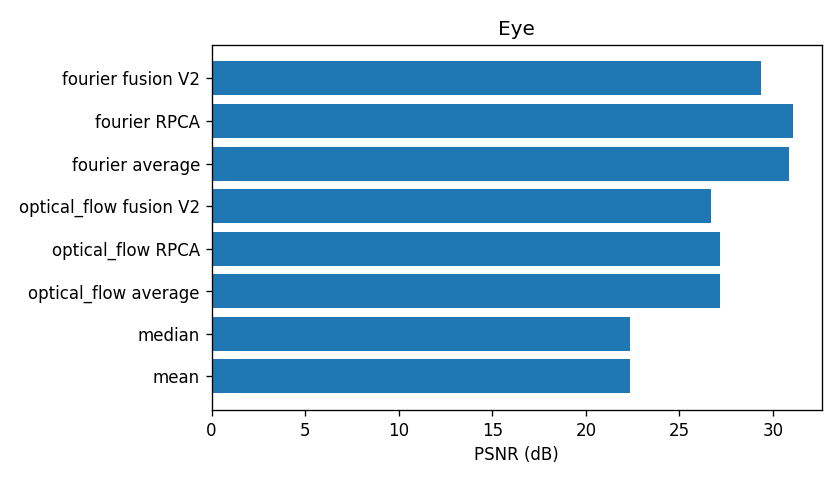 Eye
fourier fusion V2
fourier RPCA
fourier average
optical_flow fusion V2
optical_flow RPCA
optical_flow average
median
mean
0 5 10 15 20 25 30
PSNR (dB)